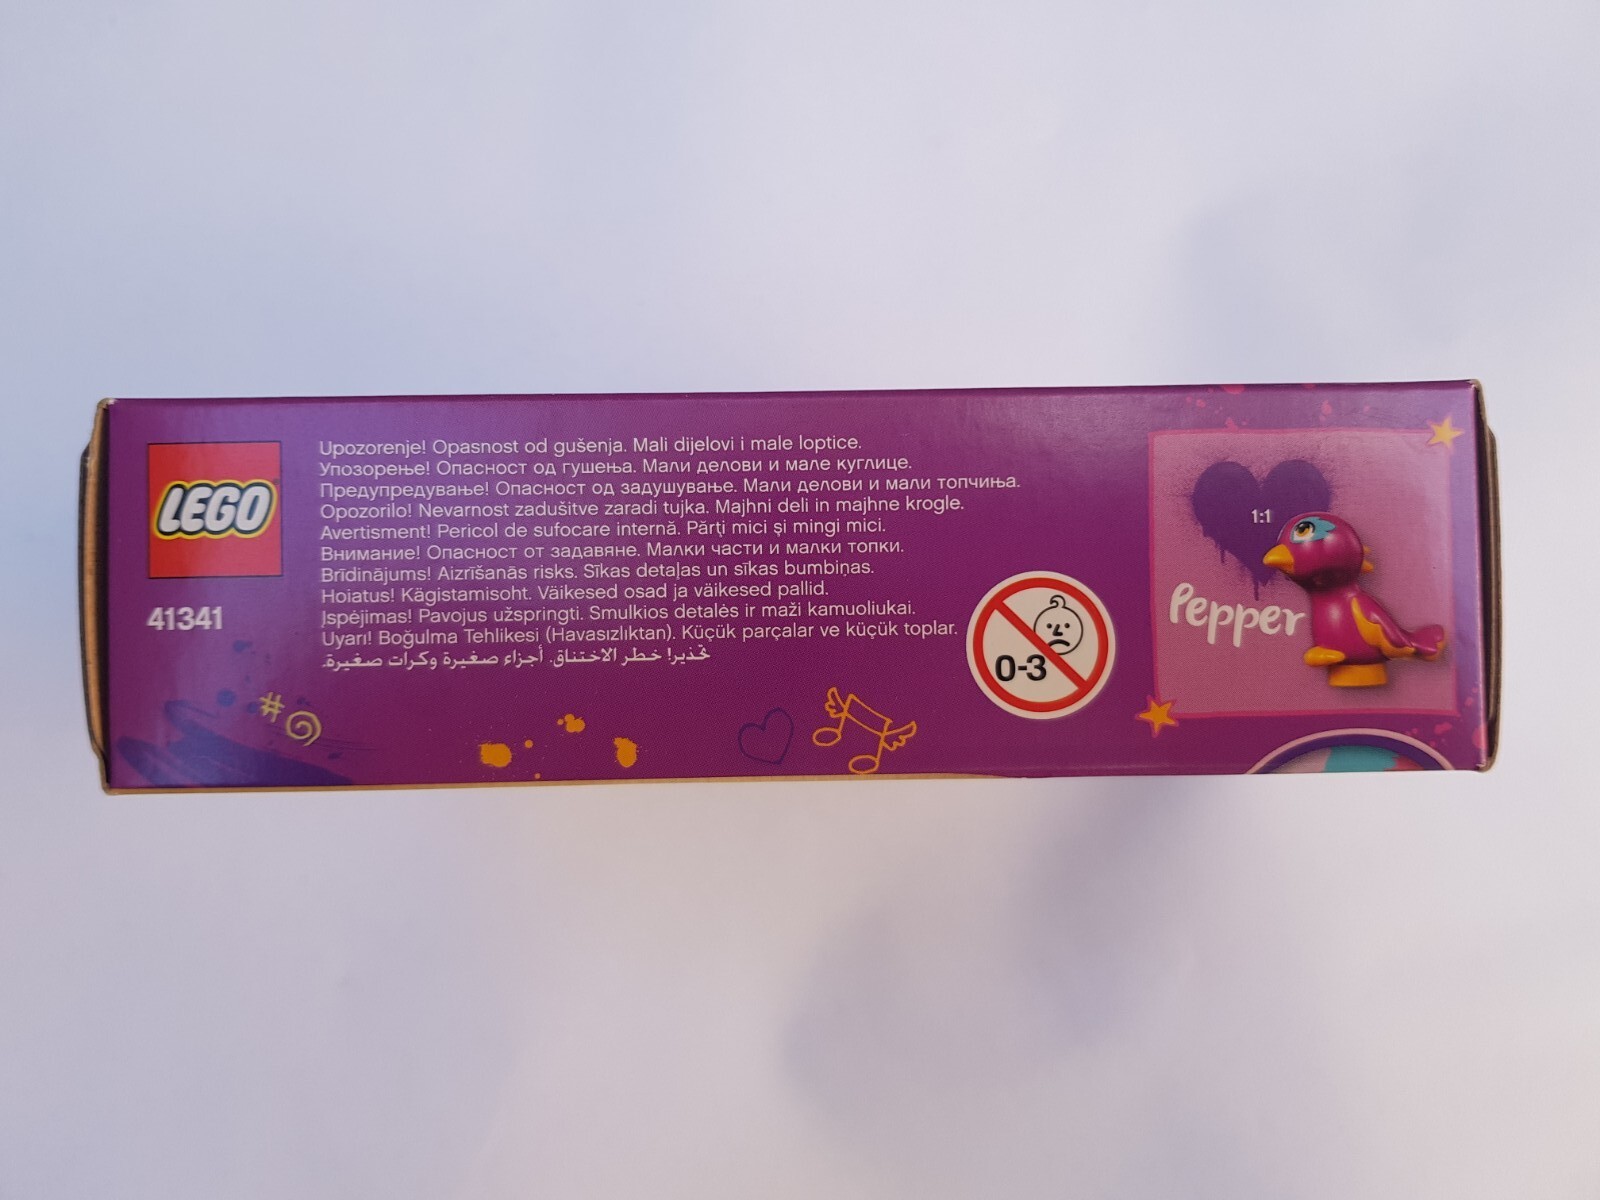 LEGO
41341
Upozorenje! Opasnost od gušenja. Mali dijelovi i male loptice.
Упозорење! Опасност од гушења. Мали делови и мале куглице.
Предупредување! Опасност од задушување. Мали делови и мали топчиња.
Opozorilo! Nevarnost zadušitve zaradi tujka. Majhni deli in majhne krogle.
Avertisment! Pericol de sufocare internă. Părţi mici şi mingi mici.
Внимание! Опасност от задавяне. Малки части и малки топки.
Brīdinājums! Aizrīšanās risks. Sīkas detaļas un sīkas bumbiņas.
Hoiatus! Kägistamisoht. Väikesed osad ja väikesed pallid.
Įspėjimas! Pavojus užspringti. Smulkios detalės ir maži kamuoliukai.
Uyarı! Boğulma Tehlikesi (Havasızlıktan). Küçük parçalar ve küçük toplar.
تحذير! خطر الاختناق. أجزاء صغيرة وكرات صغيرة.
0-3
1:1
Pepper
#